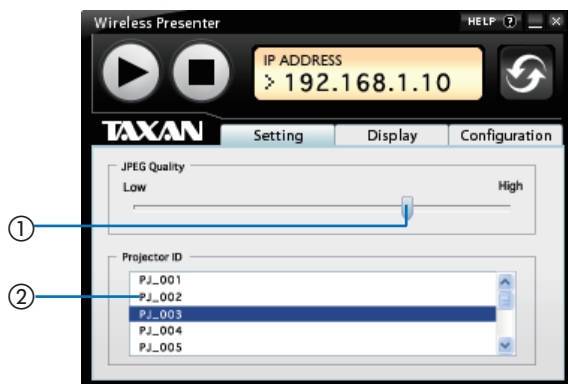 Wireless Presenter HELP ?
IP ADDRESS
> 192.168.1.10
TAXAN Setting Display Configuration
JPEG Quality
Low High
①
Projector ID
PJ_001
② PJ_002
PJ_003
PJ_004
PJ_005